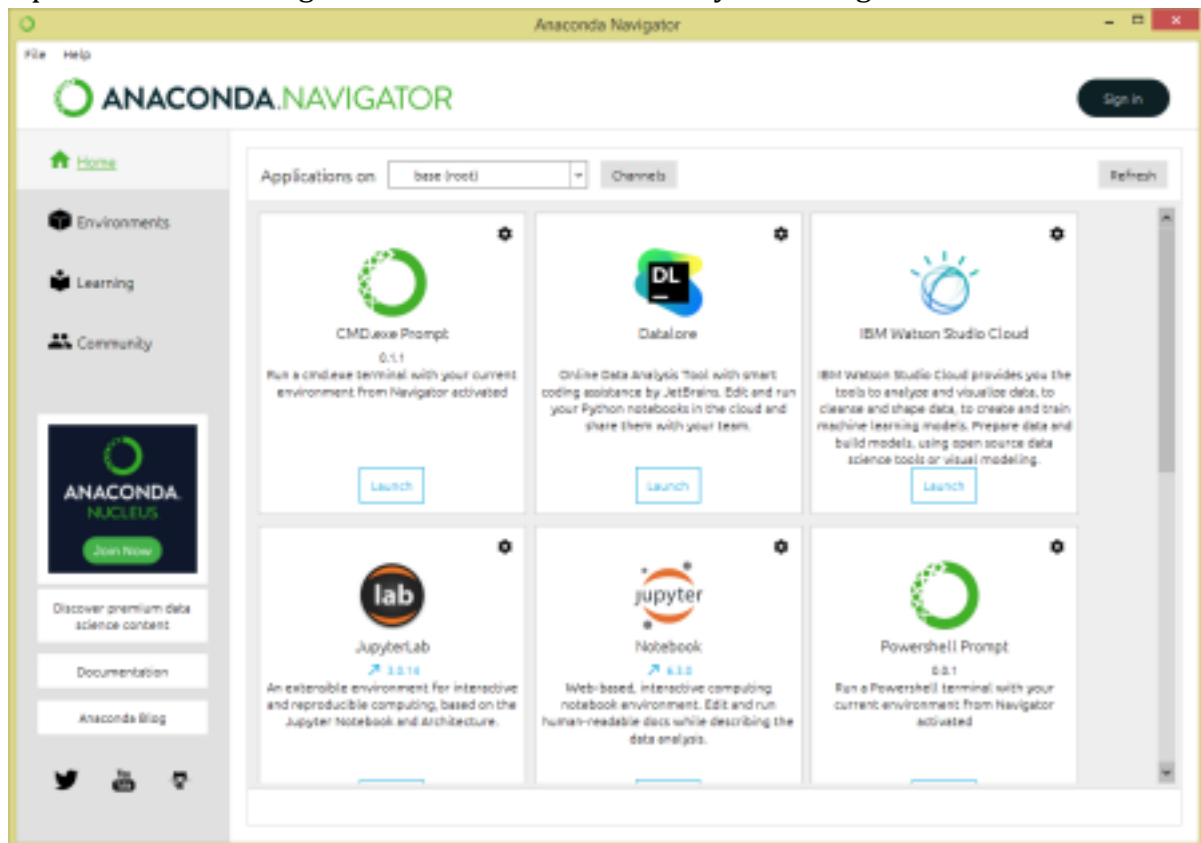 Anaconda Navigator
File Help
ANACONDA.NAVIGATOR
Sign in
Home
Environments
Learning
Community
ANACONDA.
NUCLEUS
Join Now
Discover premium data
science content
Documentation
Anaconda Blog
Applications on base (root) Channels Refresh
CMD.exe Prompt
0.1.1
Run a cmd.exe terminal with your current
environment from Navigator activated
Launch
DL
Datalore
Online Data Analysis Tool with smart
coding assistance by JetBrains. Edit and run
your Python notebooks in the cloud and
share them with your team.
Launch
IBM Watson Studio Cloud
IBM Watson Studio Cloud provides you the
tools to analyze and visualize data, to
cleanse and shape data, to create and train
machine learning models. Prepare data and
build models, using open source data
science tools or visual modeling.
Launch
lab
JupyterLab
3.0.14
An extensible environment for interactive
and reproducible computing, based on the
Jupyter Notebook and Architecture.
jupyter
Notebook
6.3.0
Web-based, interactive computing
notebook environment. Edit and run
human-readable docs while describing the
data analysis.
Powershell Prompt
0.0.1
Run a Powershell terminal with your
current environment from Navigator
activated